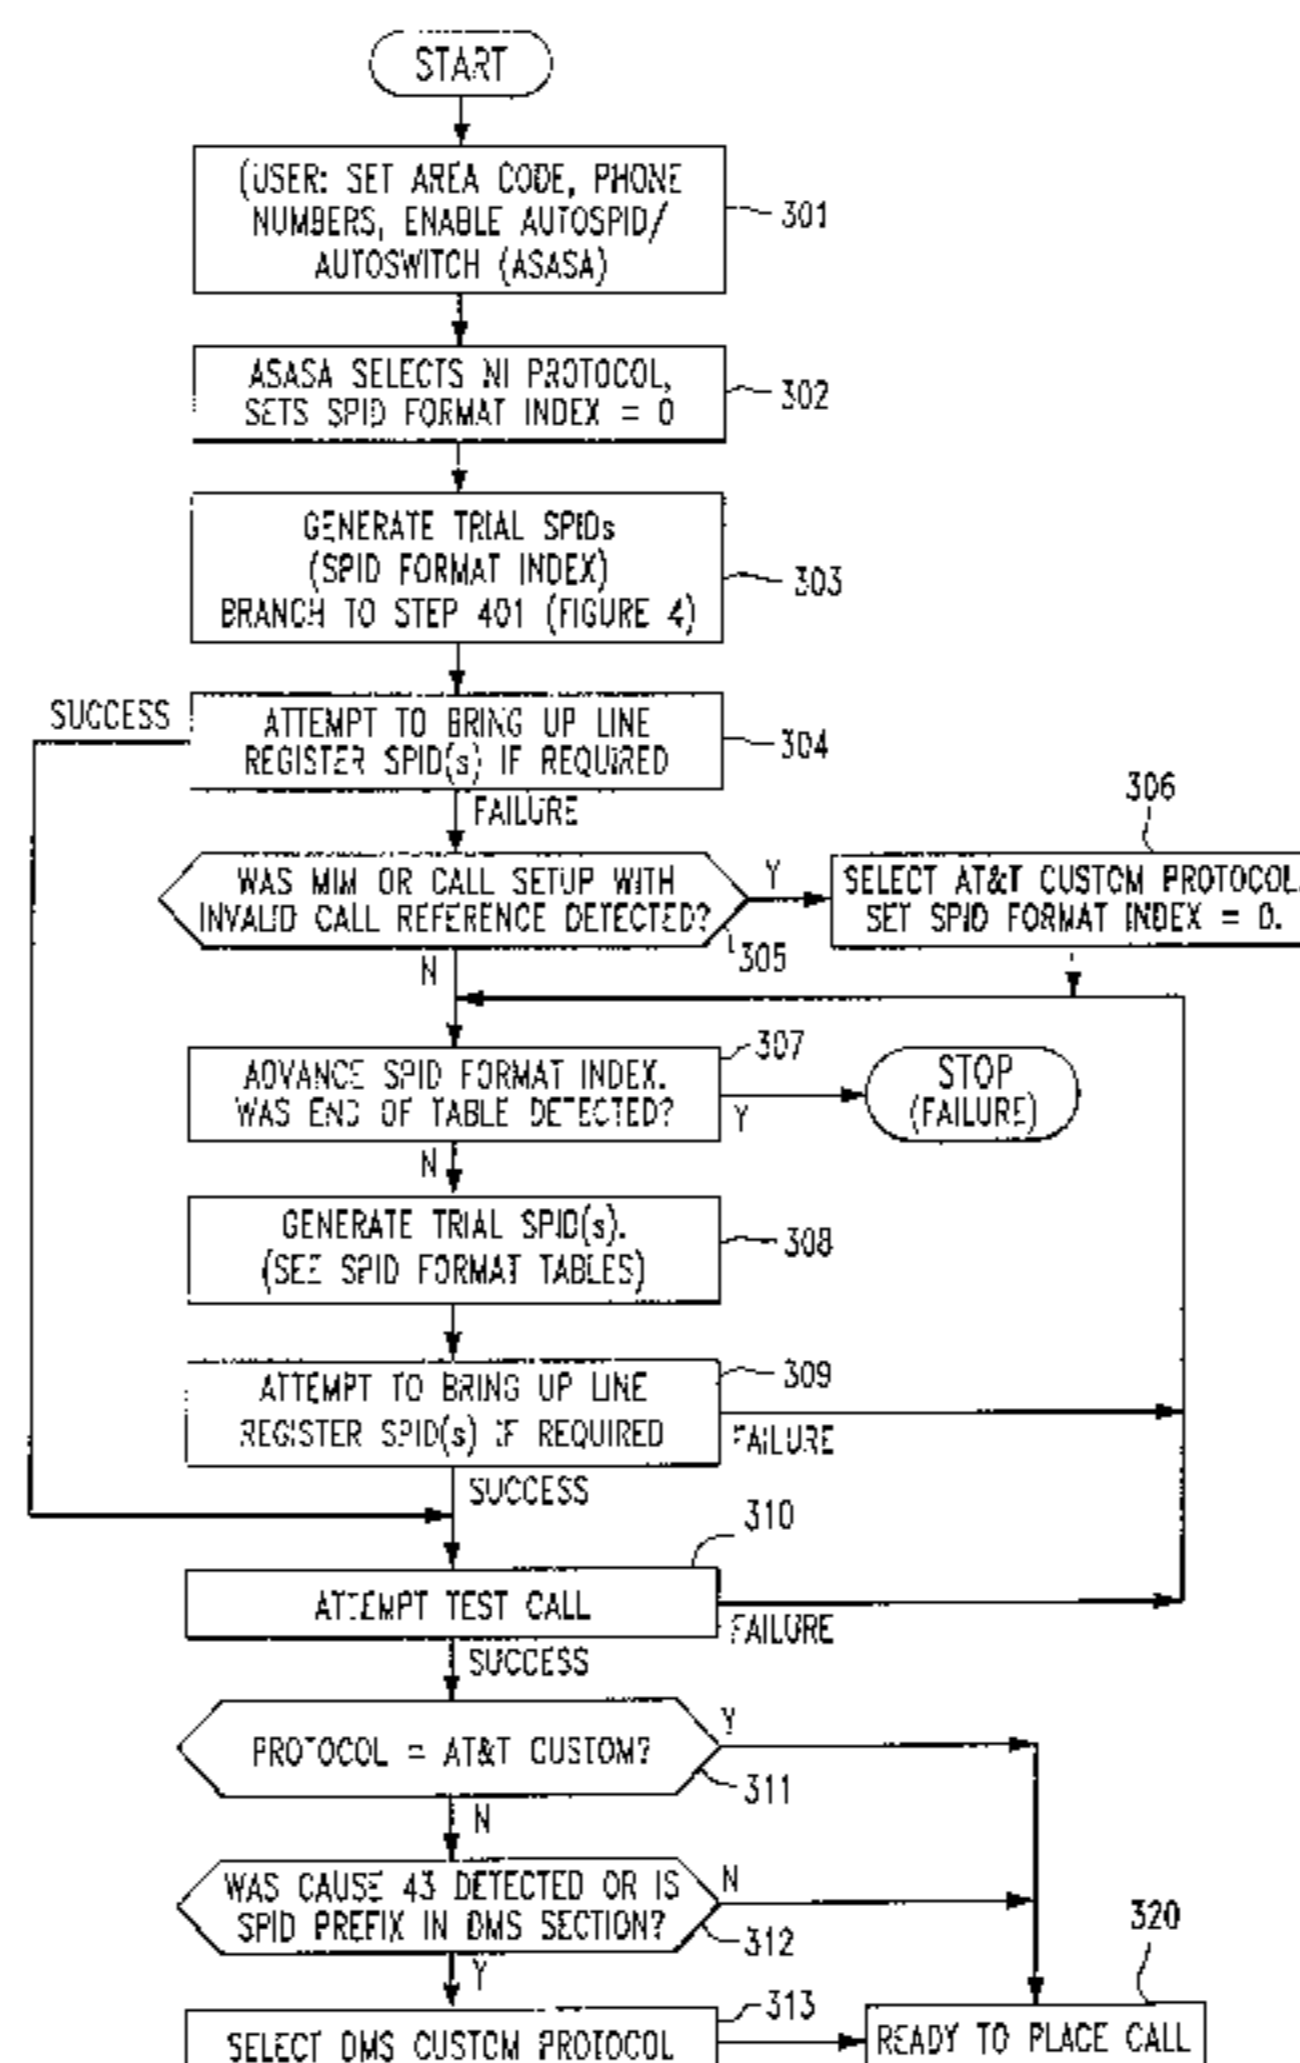 START
(USER: SET AREA CODE, PHONE
NUMBERS, ENABLE AUTOSPID/
AUTOSWITCH (ASASA)
301
ASASA SELECTS NI PROTOCOL,
SETS SPID FORMAT INDEX = 0
302
GENERATE TRIAL SPIDs
(SPID FORMAT INDEX)
BRANCH TO STEP 401 (FIGURE 4)
303
SUCCESS
ATTEMPT TO BRING UP LINE
REGISTER SPID(s) IF REQUIRED
304
FAILURE
306
WAS MIM OR CALL SETUP WITH
INVALID CALL REFERENCE DETECTED?
305
Y
SELECT AT&T CUSTOM PROTOCOL.
SET SPID FORMAT INDEX = 0.
N
307
ADVANCE SPID FORMAT INDEX.
WAS END OF TABLE DETECTED?
Y
STOP
(FAILURE)
N
GENERATE TRIAL SPID(s).
(SEE SPID FORMAT TABLES)
308
ATTEMPT TO BRING UP LINE
REGISTER SPID(s) IF REQUIRED
309
FAILURE
SUCCESS
310
ATTEMPT TEST CALL
FAILURE
SUCCESS
PROTOCOL = AT&T CUSTOM?
Y
311
N
WAS CAUSE 43 DETECTED OR IS
SPID PREFIX IN DMS SECTION?
N
312
Y
320
313
SELECT DMS CUSTOM PROTOCOL
READY TO PLACE CALL